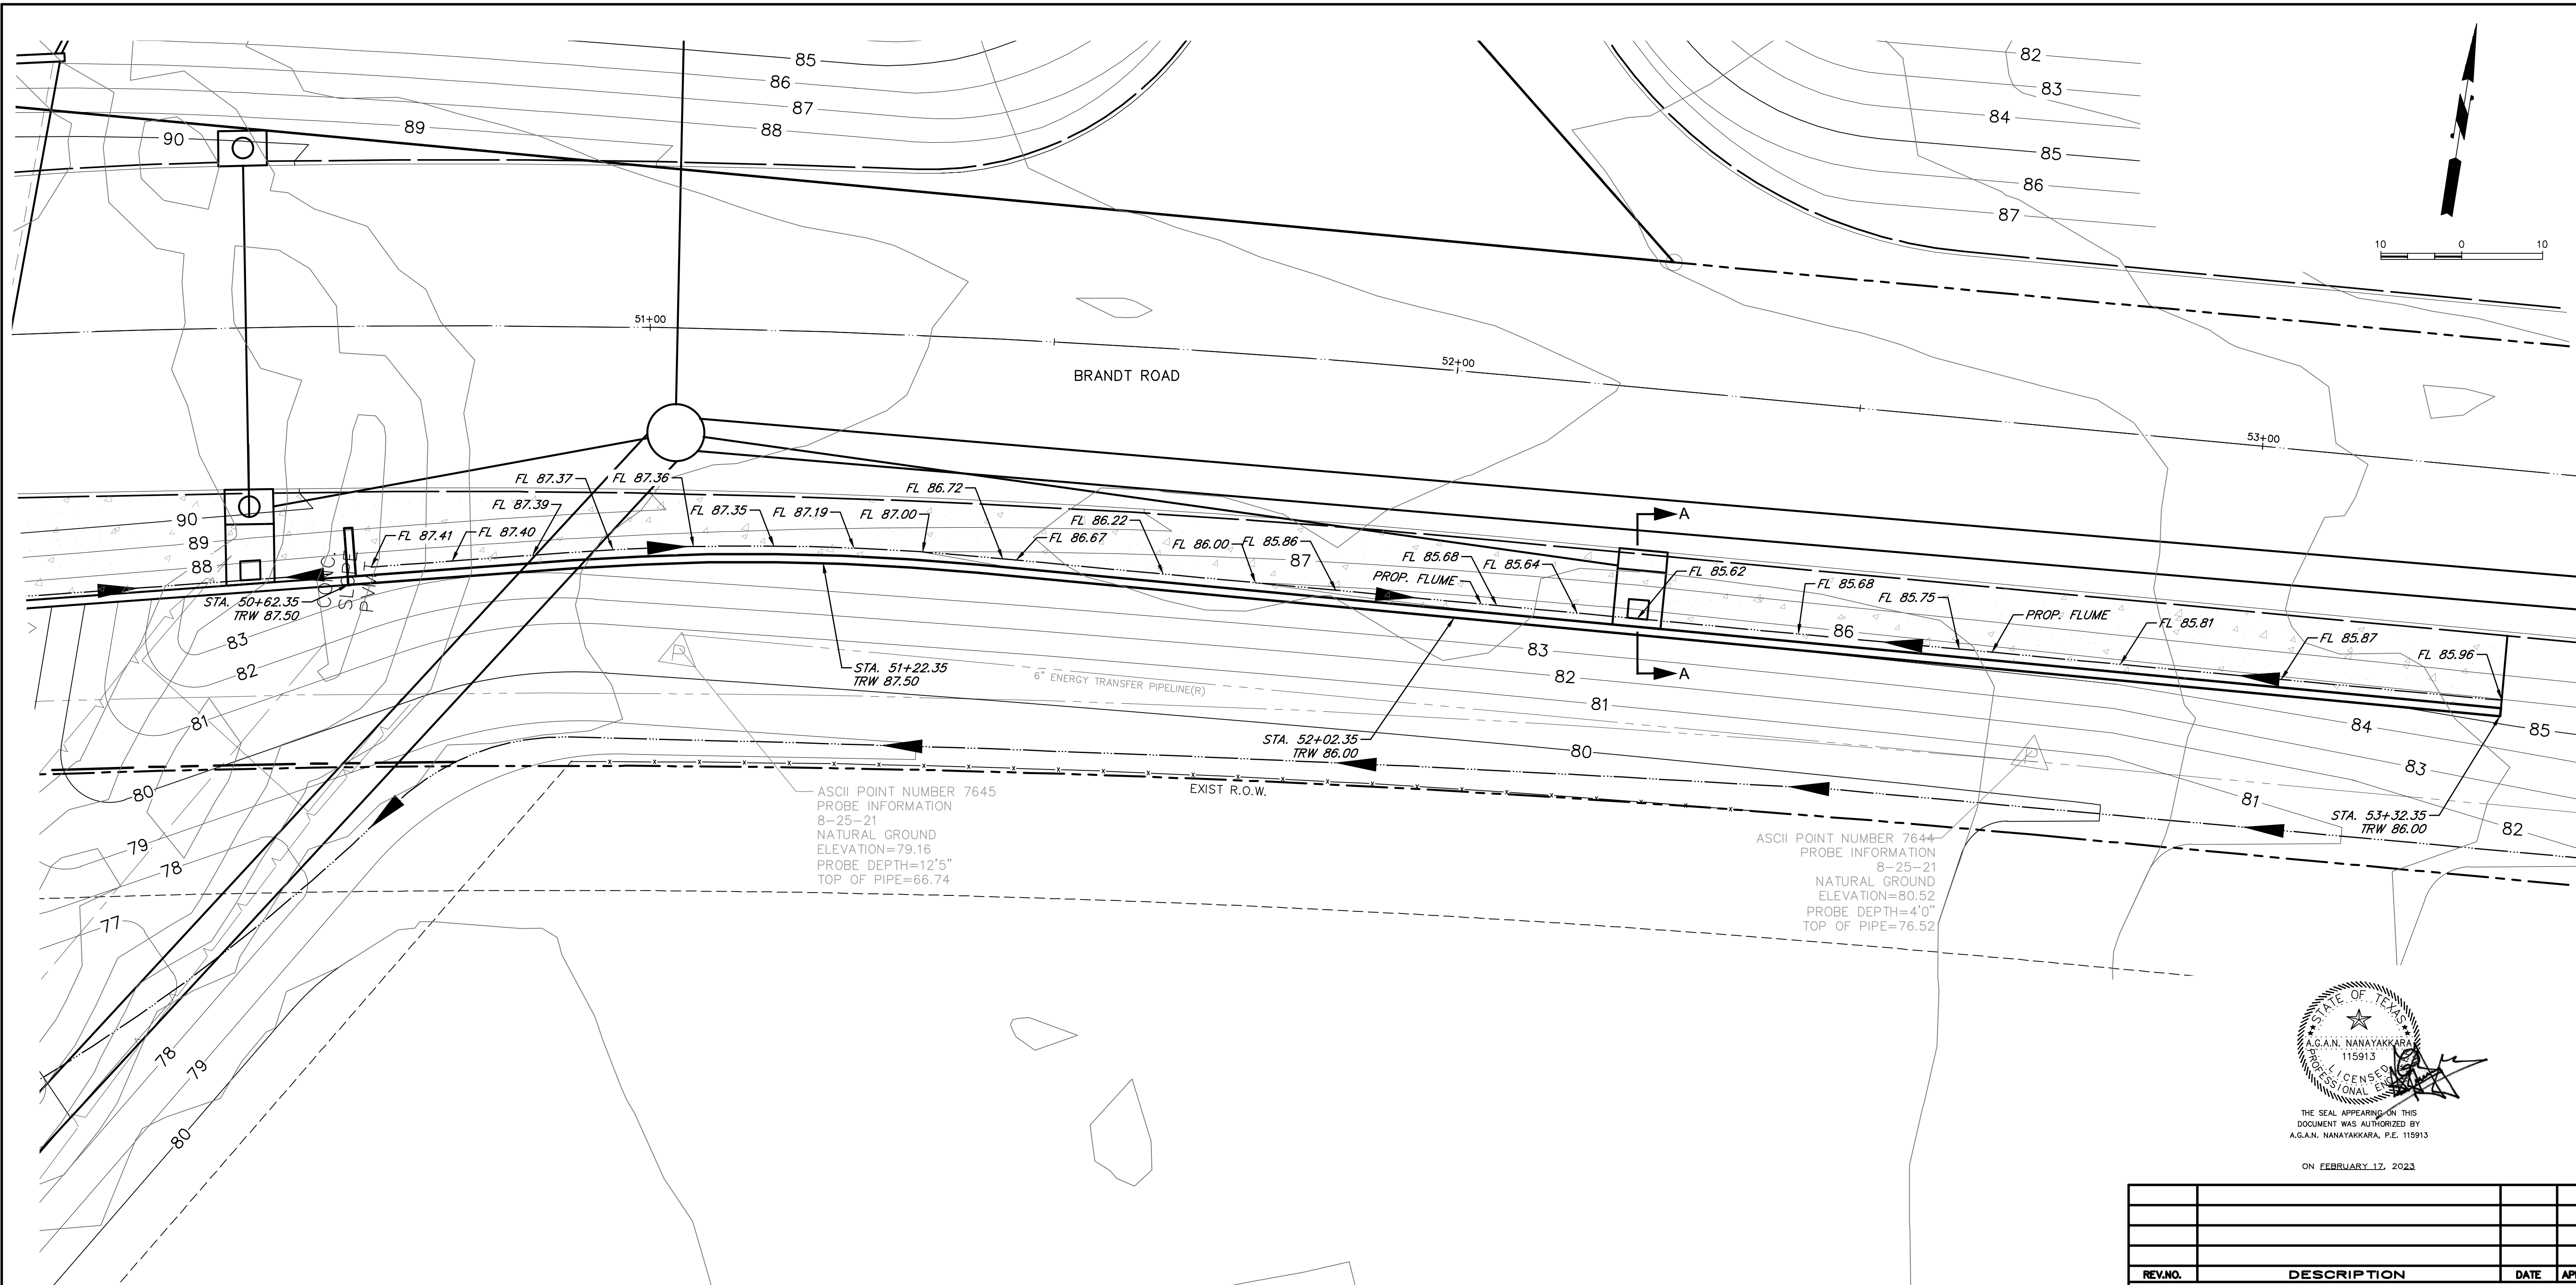 85
86
87
88
89
90
82
83
84
85
86
87
10 0 10
51+00
52+00
53+00
BRANDT ROAD
FL 87.41
FL 87.40
FL 87.39
FL 87.37
FL 87.36
FL 87.35
FL 87.19
FL 87.00
FL 86.72
FL 86.67
FL 86.22
FL 86.00
FL 85.86
PROP. FLUME
FL 85.68
FL 85.64
FL 85.62
FL 85.68
FL 85.75
PROP. FLUME
FL 85.81
FL 85.87
FL 85.96
A
A
90
89
88
87
86
CONC.
SLOPE
PVMT
STA. 50+62.35
TRW 87.50
STA. 51+22.35
TRW 87.50
STA. 52+02.35
TRW 86.00
STA. 53+32.35
TRW 86.00
83
82
81
80
79
78
77
78
79
80
83
82
81
80
84
83
81
85
82
P
P
6" ENERGY TRANSFER PIPELINE(R)
EXIST R.O.W.
ASCII POINT NUMBER 7645
PROBE INFORMATION
8-25-21
NATURAL GROUND
ELEVATION=79.16
PROBE DEPTH=12'5"
TOP OF PIPE=66.74
ASCII POINT NUMBER 7644
PROBE INFORMATION
8-25-21
NATURAL GROUND
ELEVATION=80.52
PROBE DEPTH=4'0"
TOP OF PIPE=76.52
STATE OF TEXAS
A.G.A.N. NANAYAKKARA
115913
LICENSED
PROFESSIONAL
THE SEAL APPEARING ON THIS
DOCUMENT WAS AUTHORIZED BY
A.G.A.N. NANAYAKKARA, P.E. 115913
ON FEBRUARY 17, 2023
REV.NO. DESCRIPTION DATE